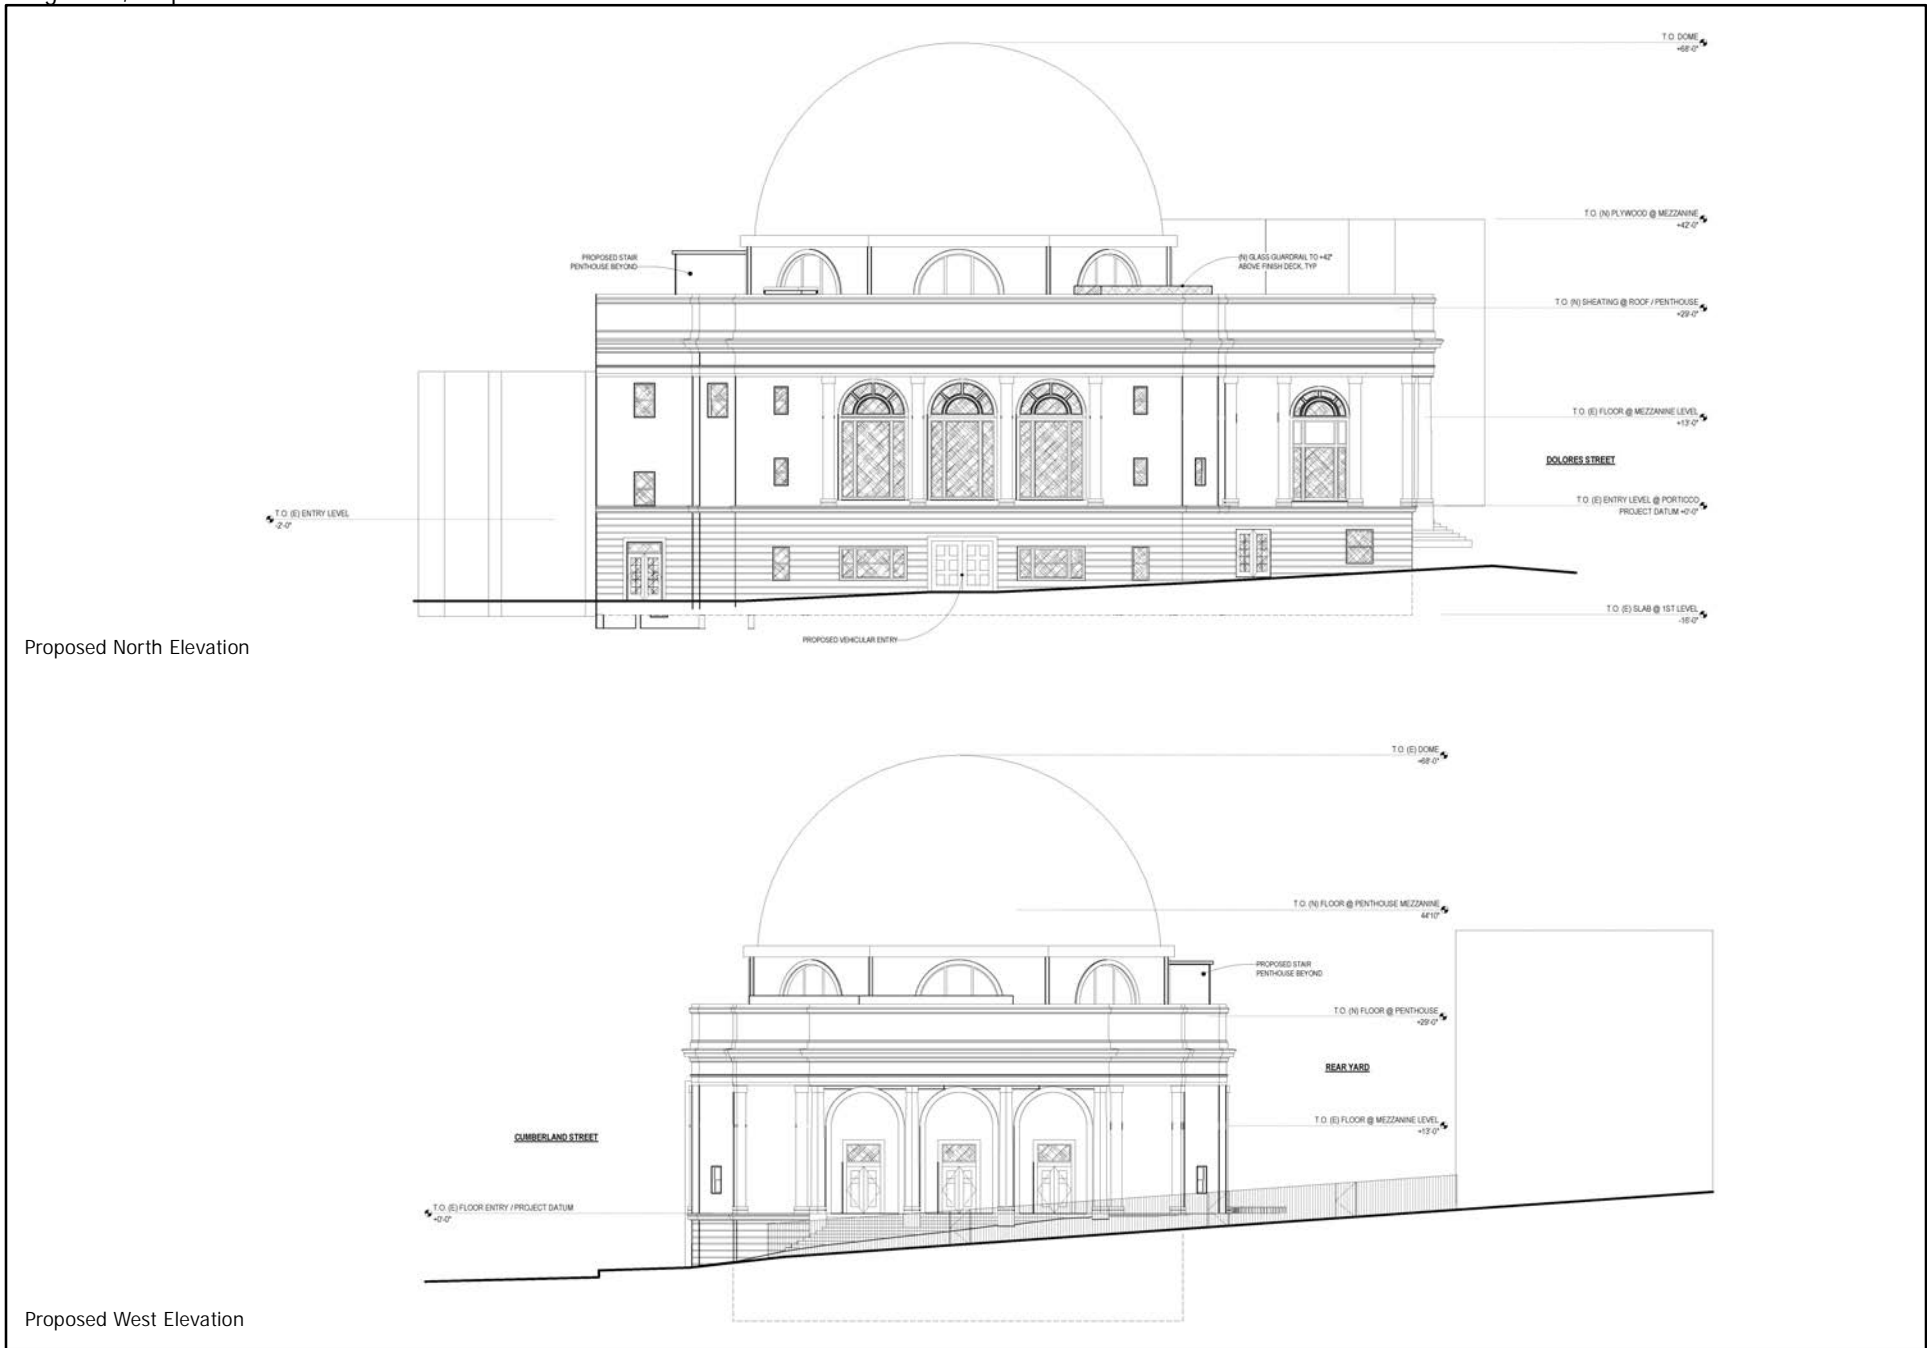 T.O. DOME
+68'-0"
T.O. (N) PLYWOOD @ MEZZANINE
+42'-0"
PROPOSED STAIR
PENTHOUSE BEYOND
(N) GLASS GUARDRAIL TO +42"
ABOVE FINISH DECK, TYP
T.O. (N) SHEATING @ ROOF / PENTHOUSE
+29'-0"
T.O. (E) FLOOR @ MEZZANINE LEVEL
+13'-0"
DOLORES STREET
T.O. (E) ENTRY LEVEL @ PORTICCO
PROJECT DATUM +0'-0"
T.O. (E) ENTRY LEVEL
-2'-0"
T.O. (E) SLAB @ 1ST LEVEL
-16'-0"
PROPOSED VEHICULAR ENTRY
Proposed North Elevation
T.O. (E) DOME
+68'-0"
T.O. (N) FLOOR @ PENTHOUSE MEZZANINE
44'10"
PROPOSED STAIR
PENTHOUSE BEYOND
T.O. (N) FLOOR @ PENTHOUSE
+29'-0"
REAR YARD
T.O. (E) FLOOR @ MEZZANINE LEVEL
+13'-0"
CUMBERLAND STREET
T.O. (E) FLOOR ENTRY / PROJECT DATUM
+0'-0"
Proposed West Elevation